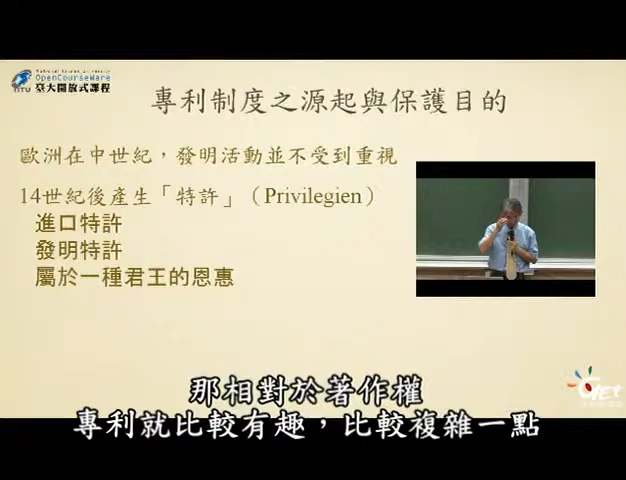 OpenCourseWare
臺大開放式課程
專利制度之源起與保護目的
歐洲在中世紀，發明活動並不受到重視
14世紀後產生「特許」（Privilegien）
進口特許
發明特許
屬於一種君王的恩惠
那相對於著作權
專利就比較有趣，比較複雜一點